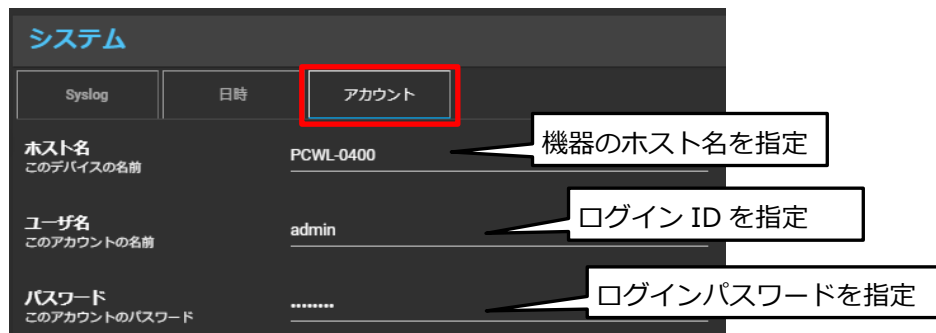 システム
Syslog 日時 アカウント
ホスト名 PCWL-0400 機器のホスト名を指定
このデバイスの名前
ユーザ名 admin ログイン ID を指定
このアカウントの名前
パスワード •••••••• ログインパスワードを指定
このアカウントのパスワード